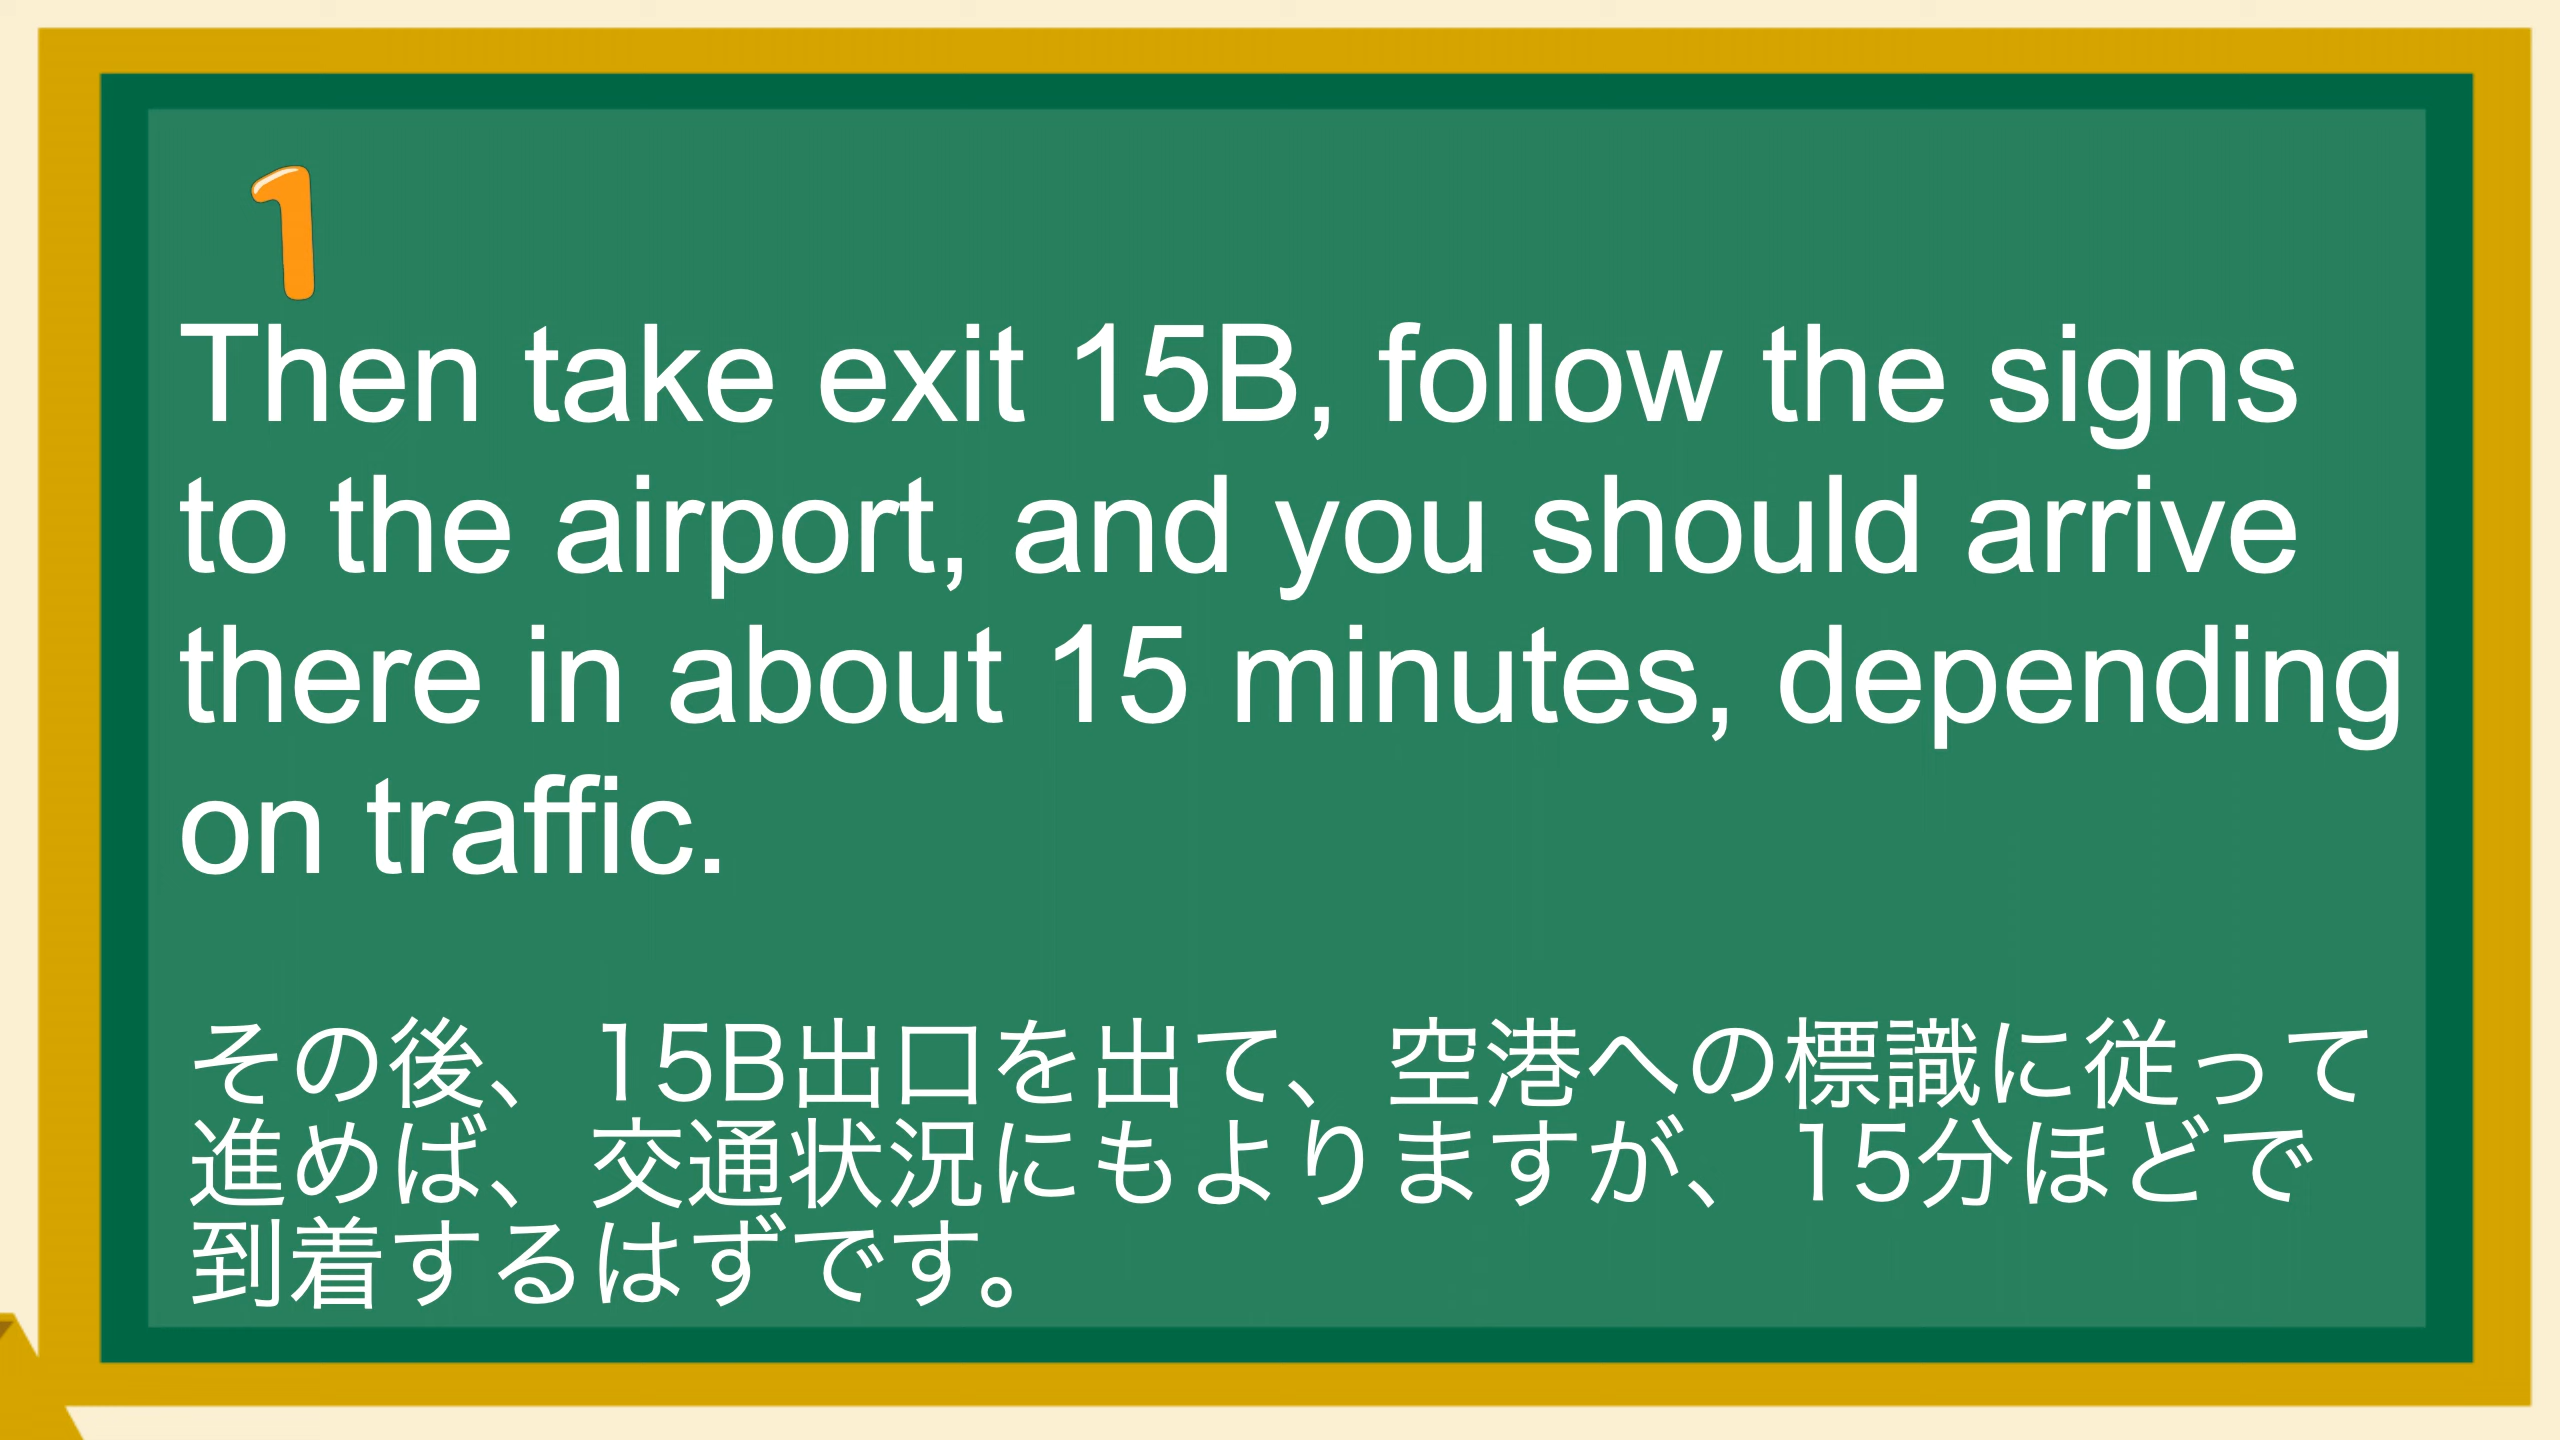 1
Then take exit 15B, follow the signs
to the airport, and you should arrive
there in about 15 minutes, depending
on traffic.
その後、15B出口を出て、空港への標識に従って
進めば、交通状況にもよりますが、15分ほどで
到着するはずです。